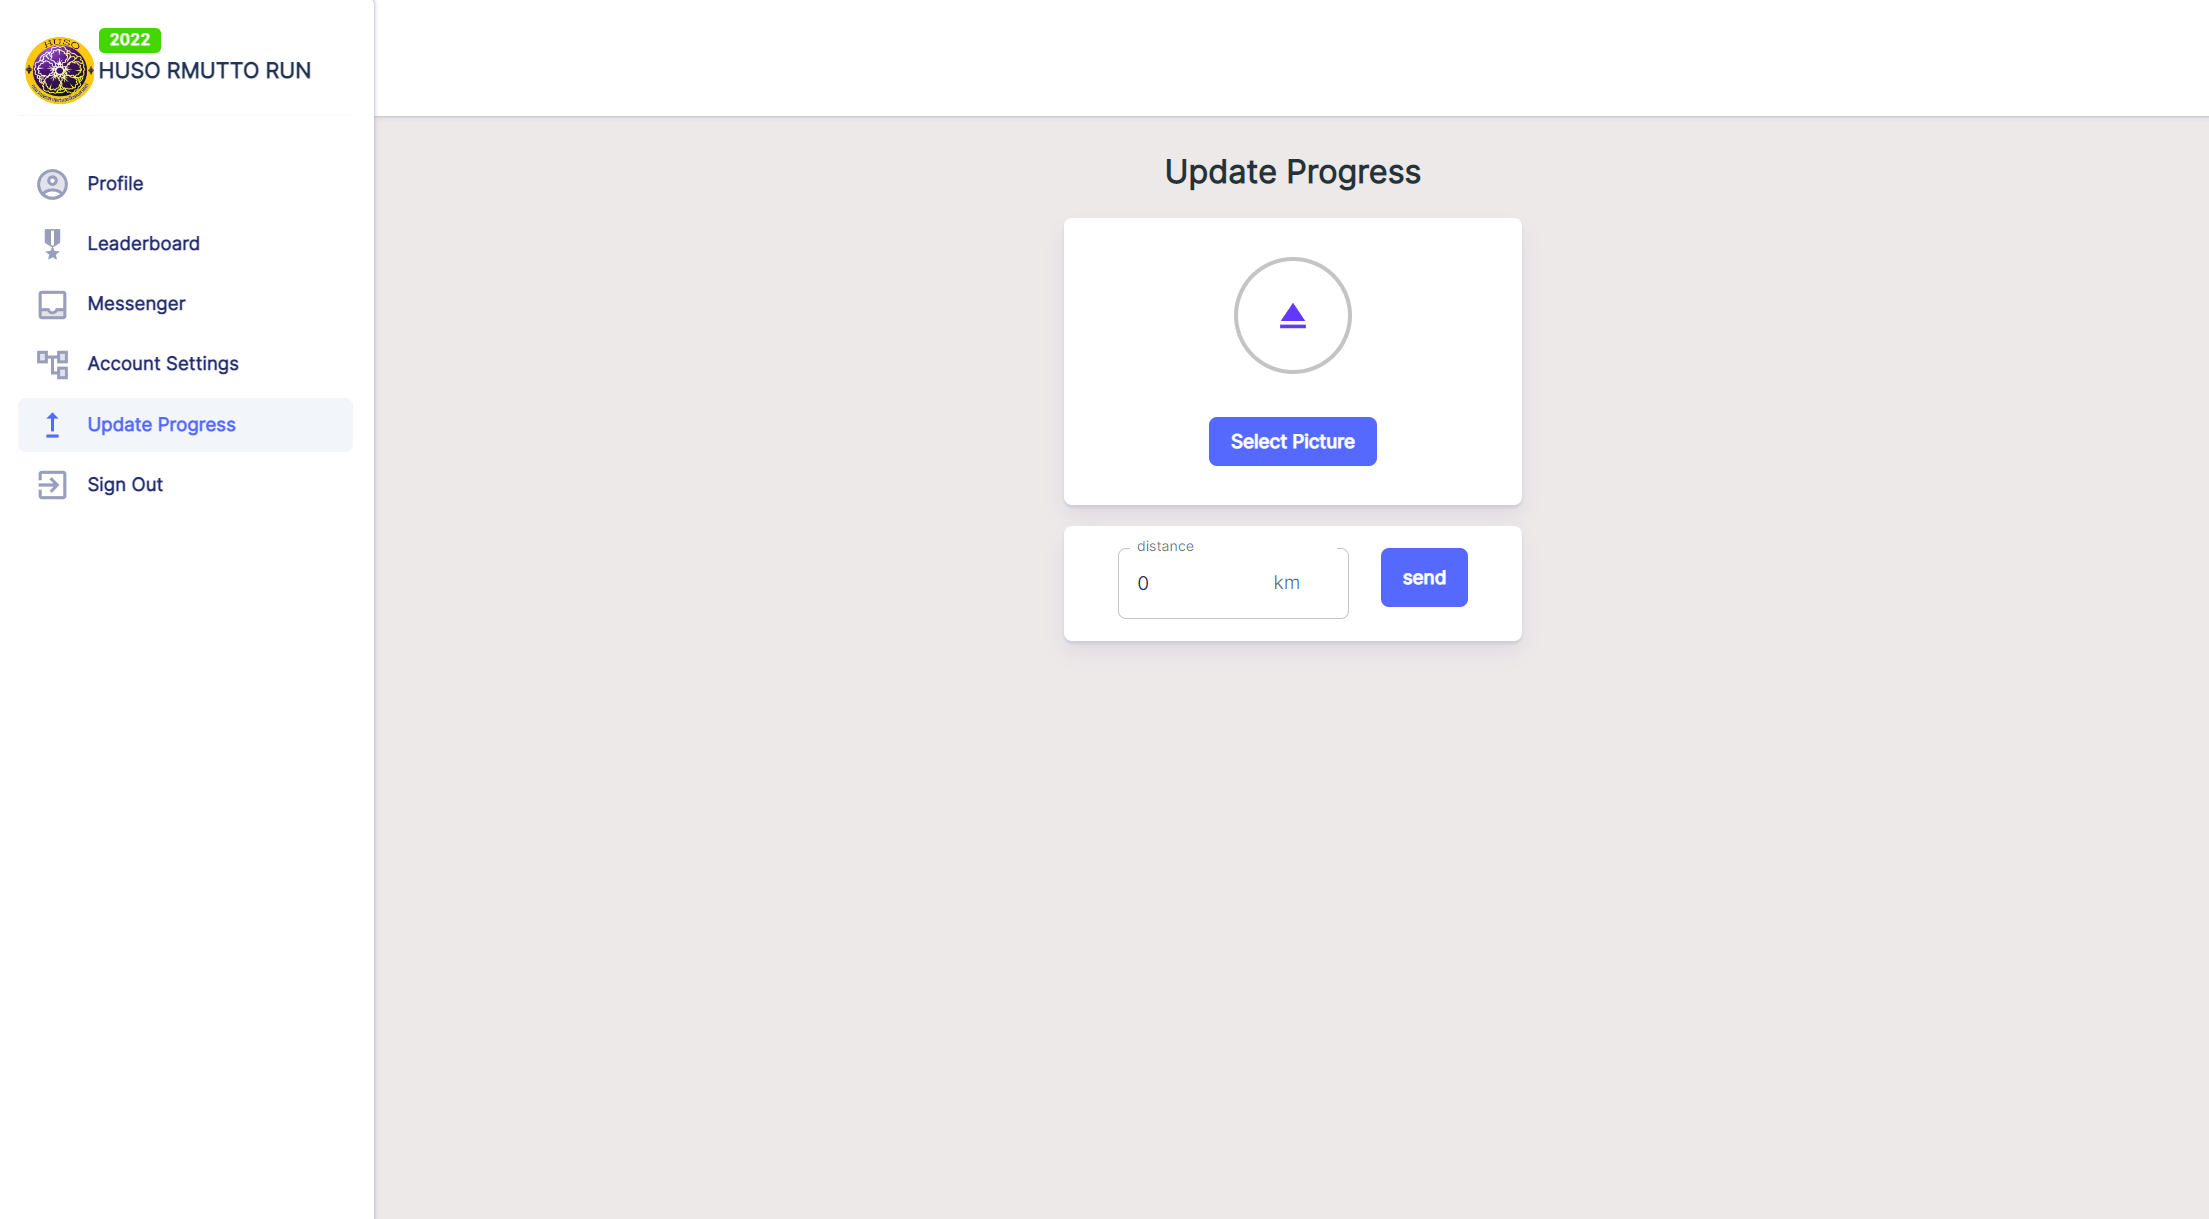 HUSO
2022
HUSO RMUTTO RUN
Profile
Leaderboard
Messenger
Account Settings
Update Progress
Sign Out
Update Progress
Select Picture
distance
0 km
send